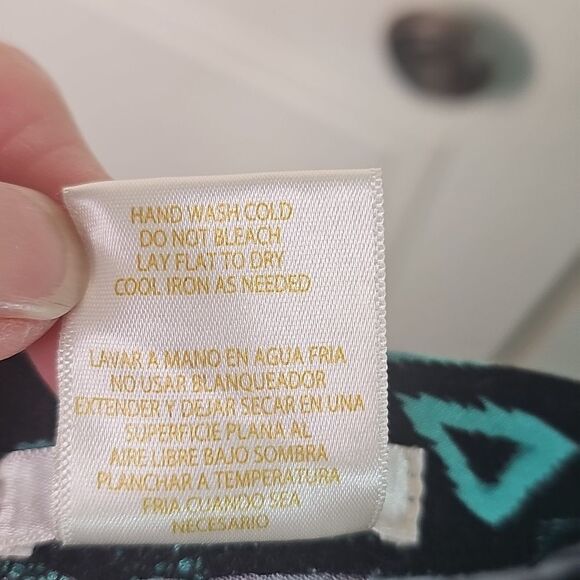 HAND WASH COLD
DO NOT BLEACH
LAY FLAT TO DRY
COOL IRON AS NEEDED
LAVAR A MANO EN AGUA FRIA
NO USAR BLANQUEADOR
EXTENDER Y DEJAR SECAR EN UNA
SUPERFICIE PLANA AL
AIRE LIBRE BAJO SOMBRA
PLANCHAR A TEMPERATURA
FRIA CUANDO SEA
NECESARIO